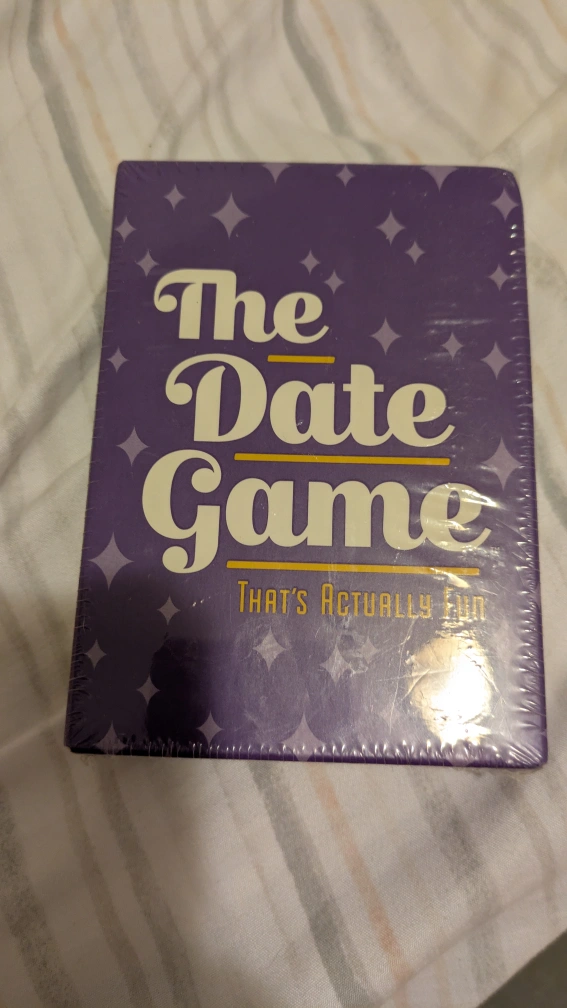 The
Date
Game
That's Actually Fun